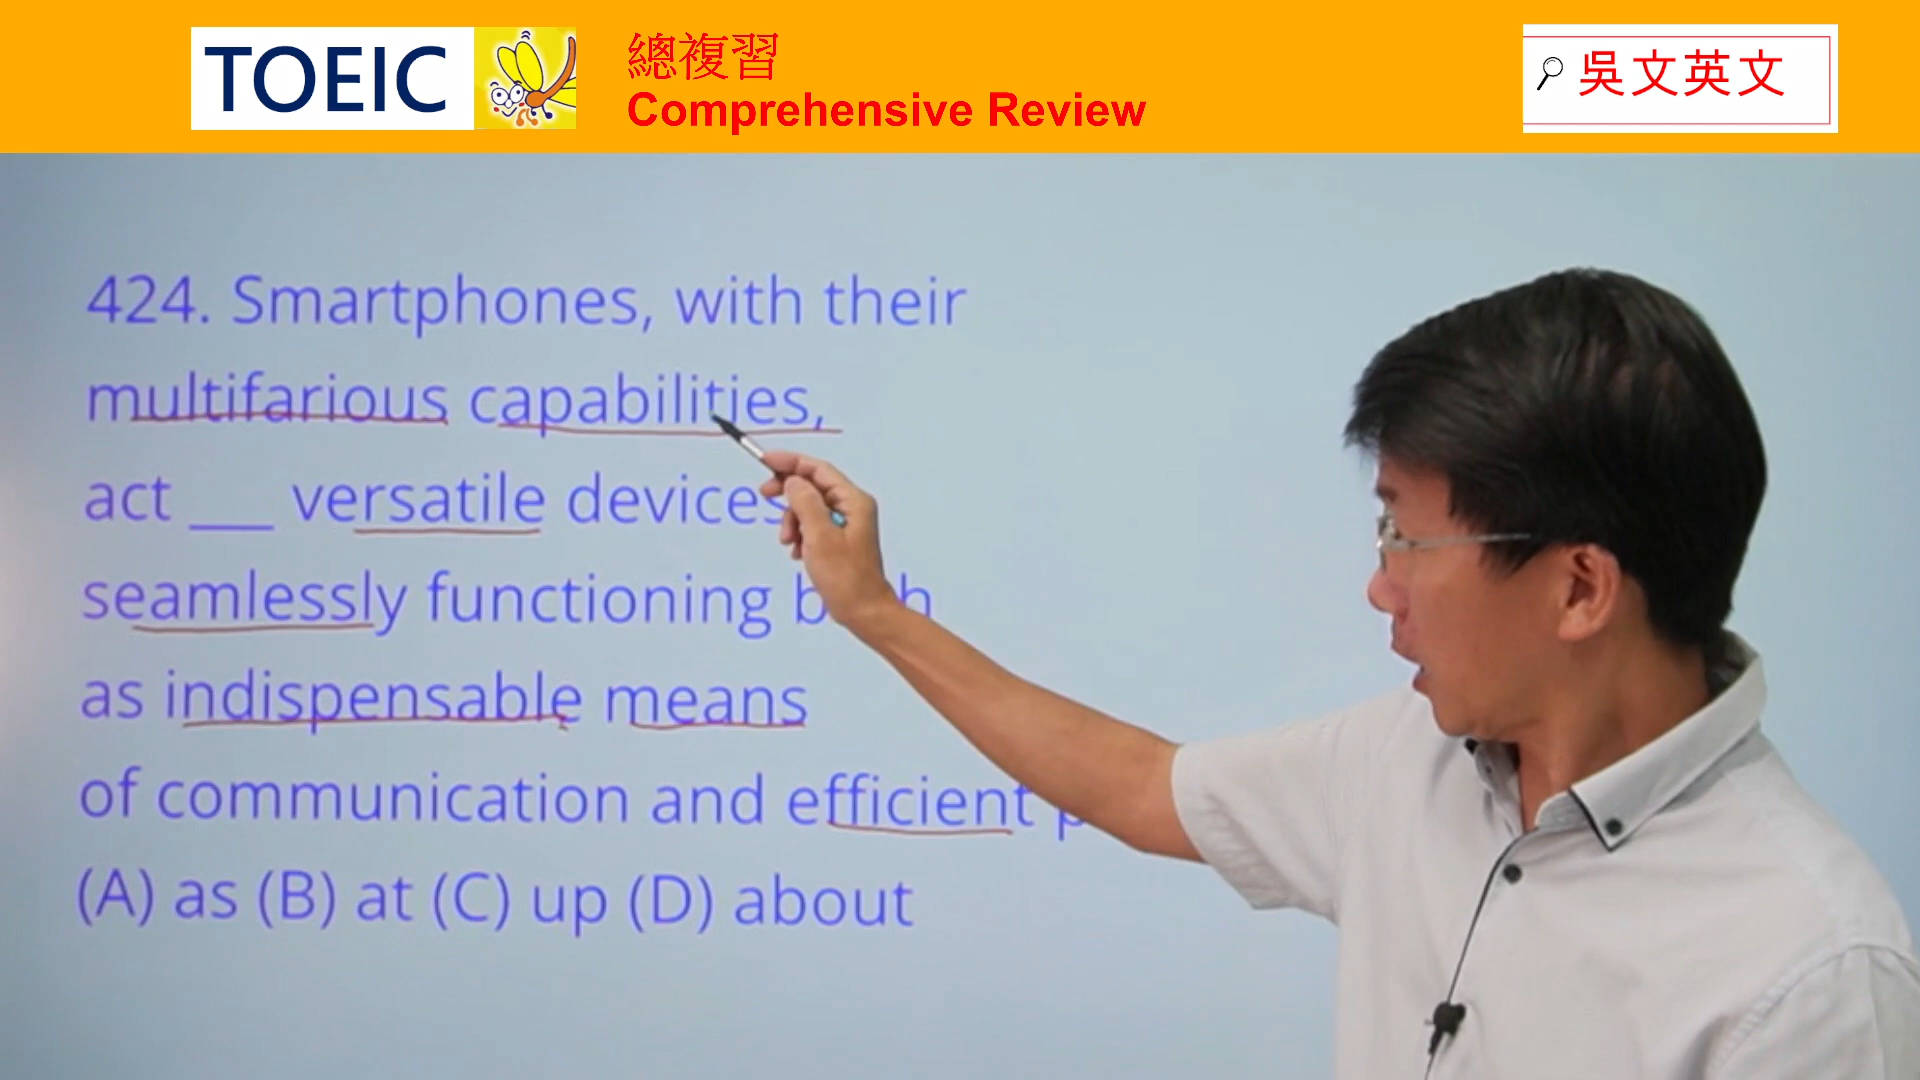 TOEIC
總複習
Comprehensive Review
吳文英文
424. Smartphones, with their
multifarious capabilities,
act ___ versatile devices
seamlessly functioning
as indispensable means
of communication and efficient
(A) as (B) at (C) up (D) about